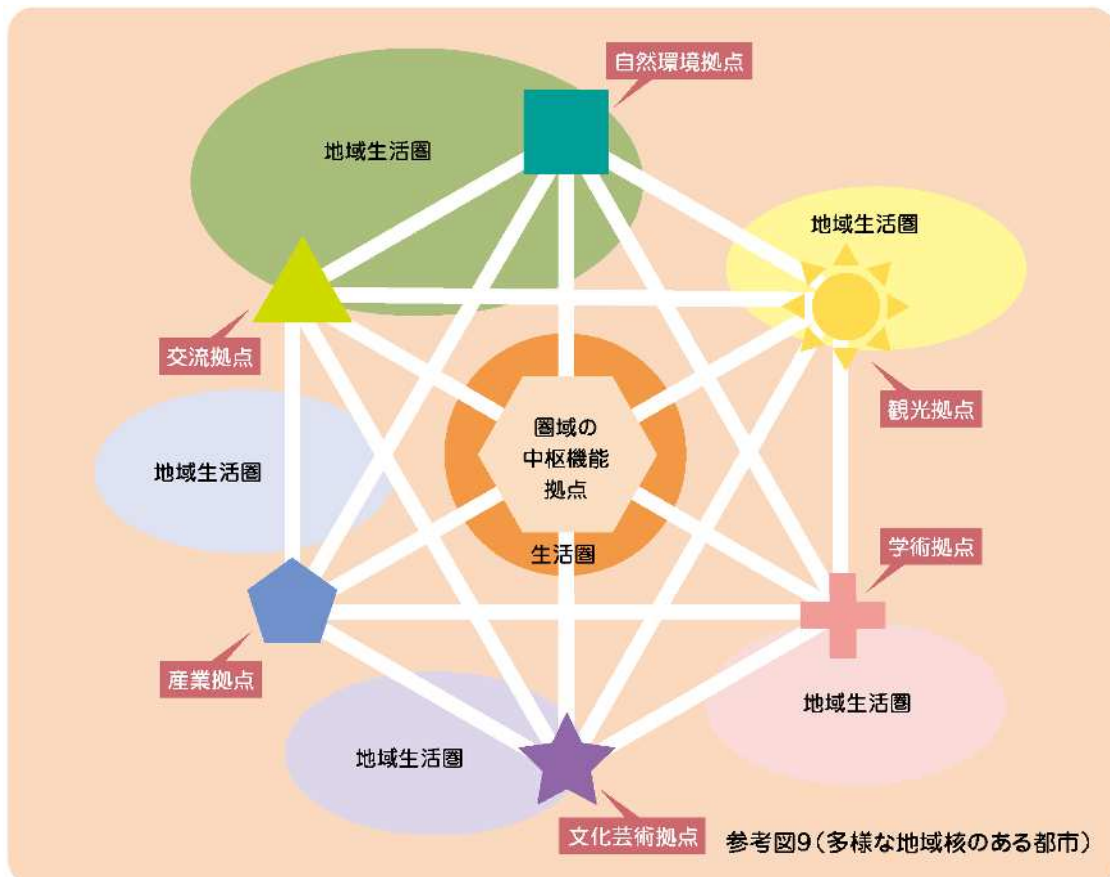 自然環境拠点
地域生活圏
地域生活圏
交流拠点
観光拠点
圏域の
中枢機能
拠点
地域生活圏
生活圏
学術拠点
産業拠点
地域生活圏
地域生活圏
文化芸術拠点
参考図9(多様な地域核のある都市)